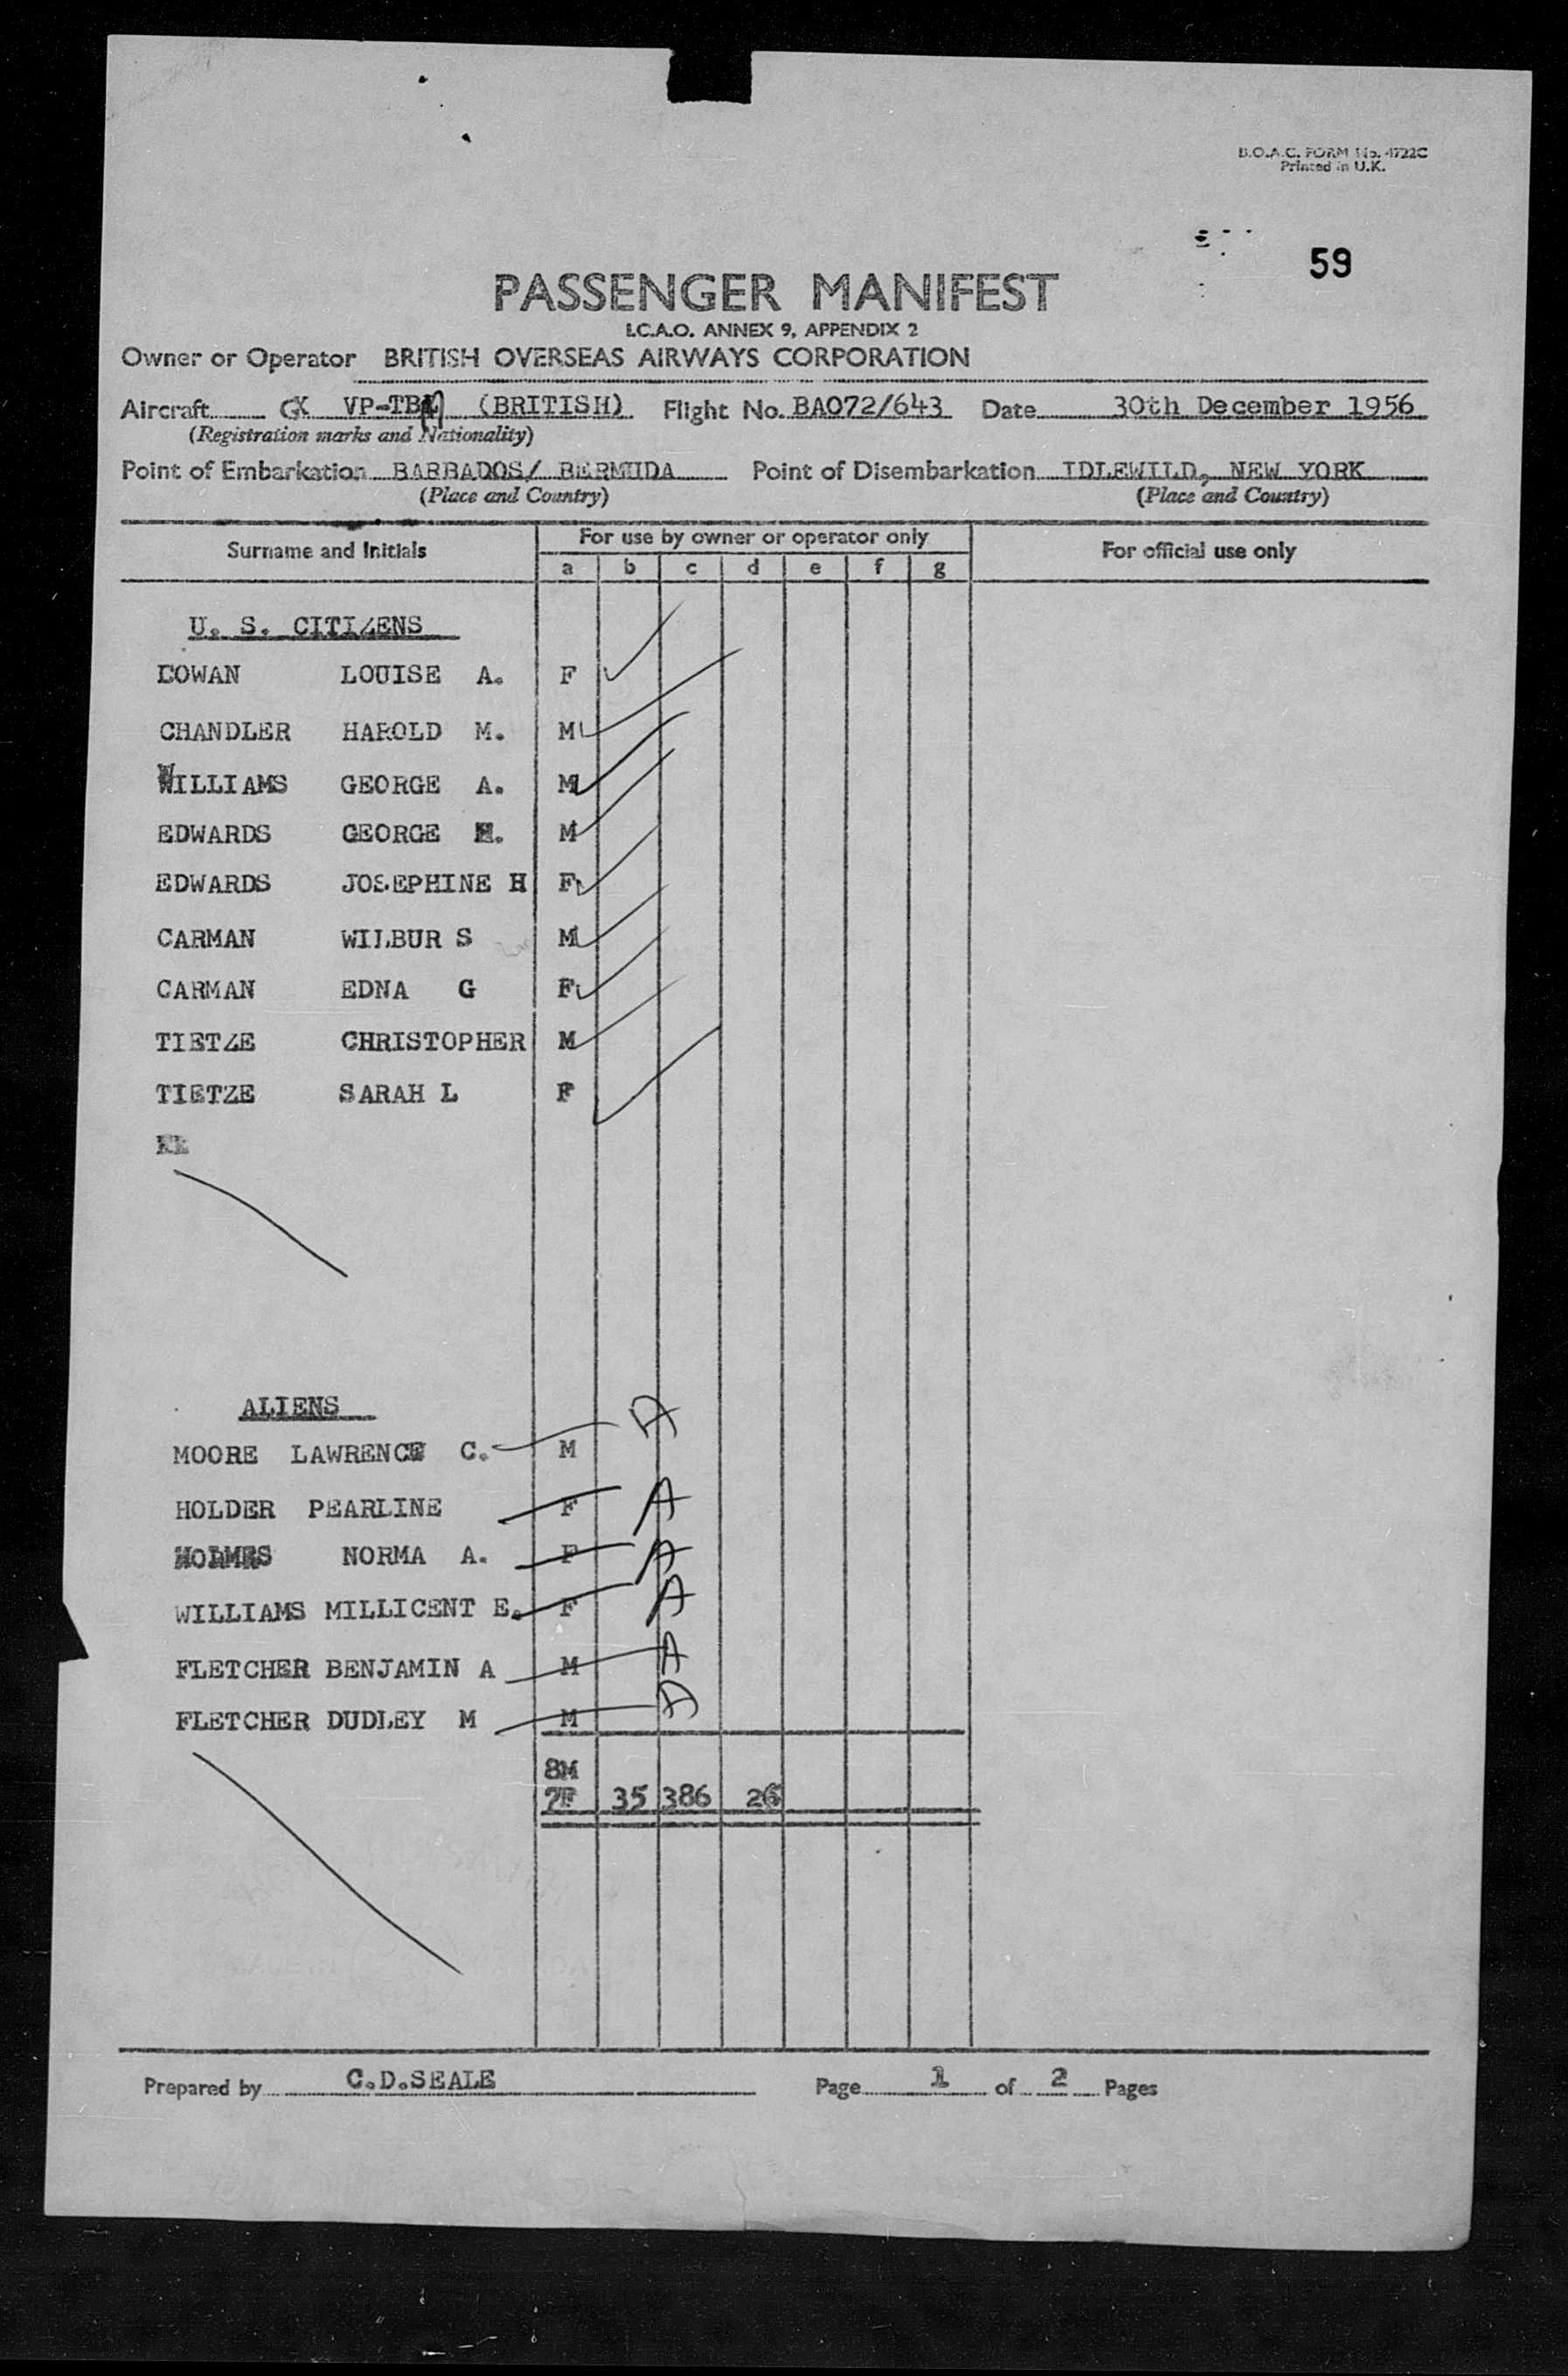 B.O.A.C. FORM No. 4722C
Printed in U.K.
59
PASSENGER MANIFEST
I.C.A.O. ANNEX 9, APPENDIX 2
Owner or Operator BRITISH OVERSEAS AIRWAYS CORPORATION
Aircraft VP-TBM (BRITISH) Flight No. BA072/643 Date 30th December 1956
(Registration marks and Nationality)
Point of Embarkation BARBADOS/ BERMUDA Point of Disembarkation IDLEWILD, NEW YORK
(Place and Country) (Place and Country)
Surname and Initials For use by owner or operator only For official use only
a b c d e f g
U. S. CITIZENS
COWAN LOUISE A. F
CHANDLER HAROLD M. M
WILLIAMS GEORGE A. M
EDWARDS GEORGE M
EDWARDS JOSEPHINE H F
CARMAN WILBUR S M
CARMAN EDNA G F
TIETZE CHRISTOPHER M
TIETZE SARAH L F
ALIENS
MOORE LAWRENCE C. M A
HOLDER PEARLINE F A
HOLMES NORMA A. F A
WILLIAMS MILLICENT E. F A
FLETCHER BENJAMIN A M A
FLETCHER DUDLEY M M A
8M
7F 35 386 26
Prepared by C.D.SEALE Page 1 of 2 Pages